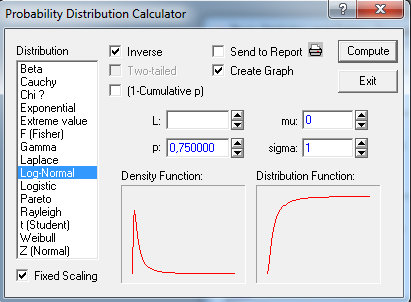 Probability Distribution Calculator
Distribution
Beta
Cauchy
Chi ?
Exponential
Extreme value
F (Fisher)
Gamma
Laplace
Log-Normal
Logistic
Pareto
Rayleigh
t (Student)
Weibull
Z (Normal)
Fixed Scaling
Inverse
Send to Report
Compute
Two-tailed
Create Graph
Exit
(1-Cumulative p)
L:
mu: 0
p: 0,750000
sigma: 1
Density Function:
Distribution Function: